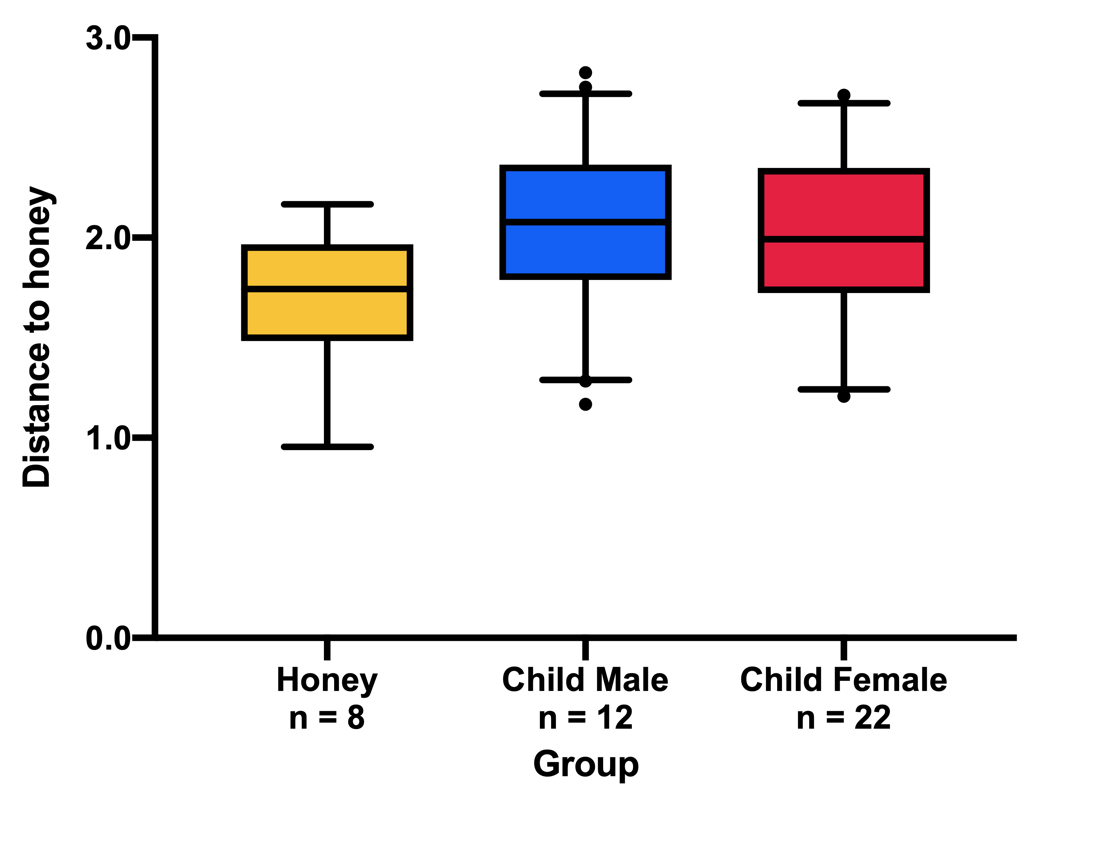 Distance to honey
3.0
2.0
1.0
0.0
Honey
n = 8
Child Male
n = 12
Child Female
n = 22
Group